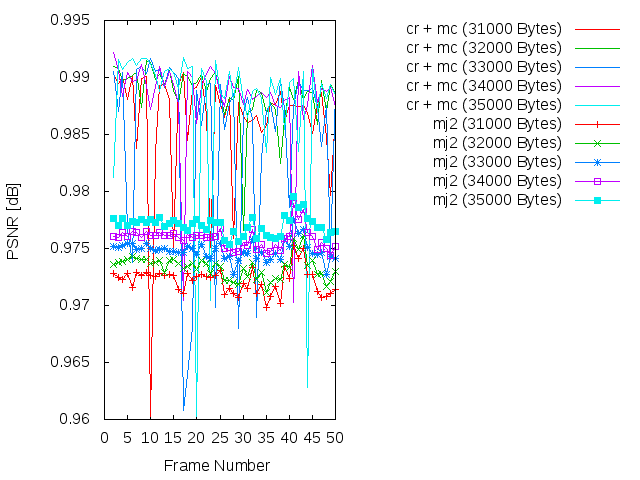 0.995
0.99
0.985
0.98
0.975
0.97
0.965
0.96
PSNR [dB]
0 5 10 15 20 25 30 35 40 45 50
Frame Number
cr + mc (31000 Bytes)
cr + mc (32000 Bytes)
cr + mc (33000 Bytes)
cr + mc (34000 Bytes)
cr + mc (35000 Bytes)
mj2 (31000 Bytes)
mj2 (32000 Bytes)
mj2 (33000 Bytes)
mj2 (34000 Bytes)
mj2 (35000 Bytes)